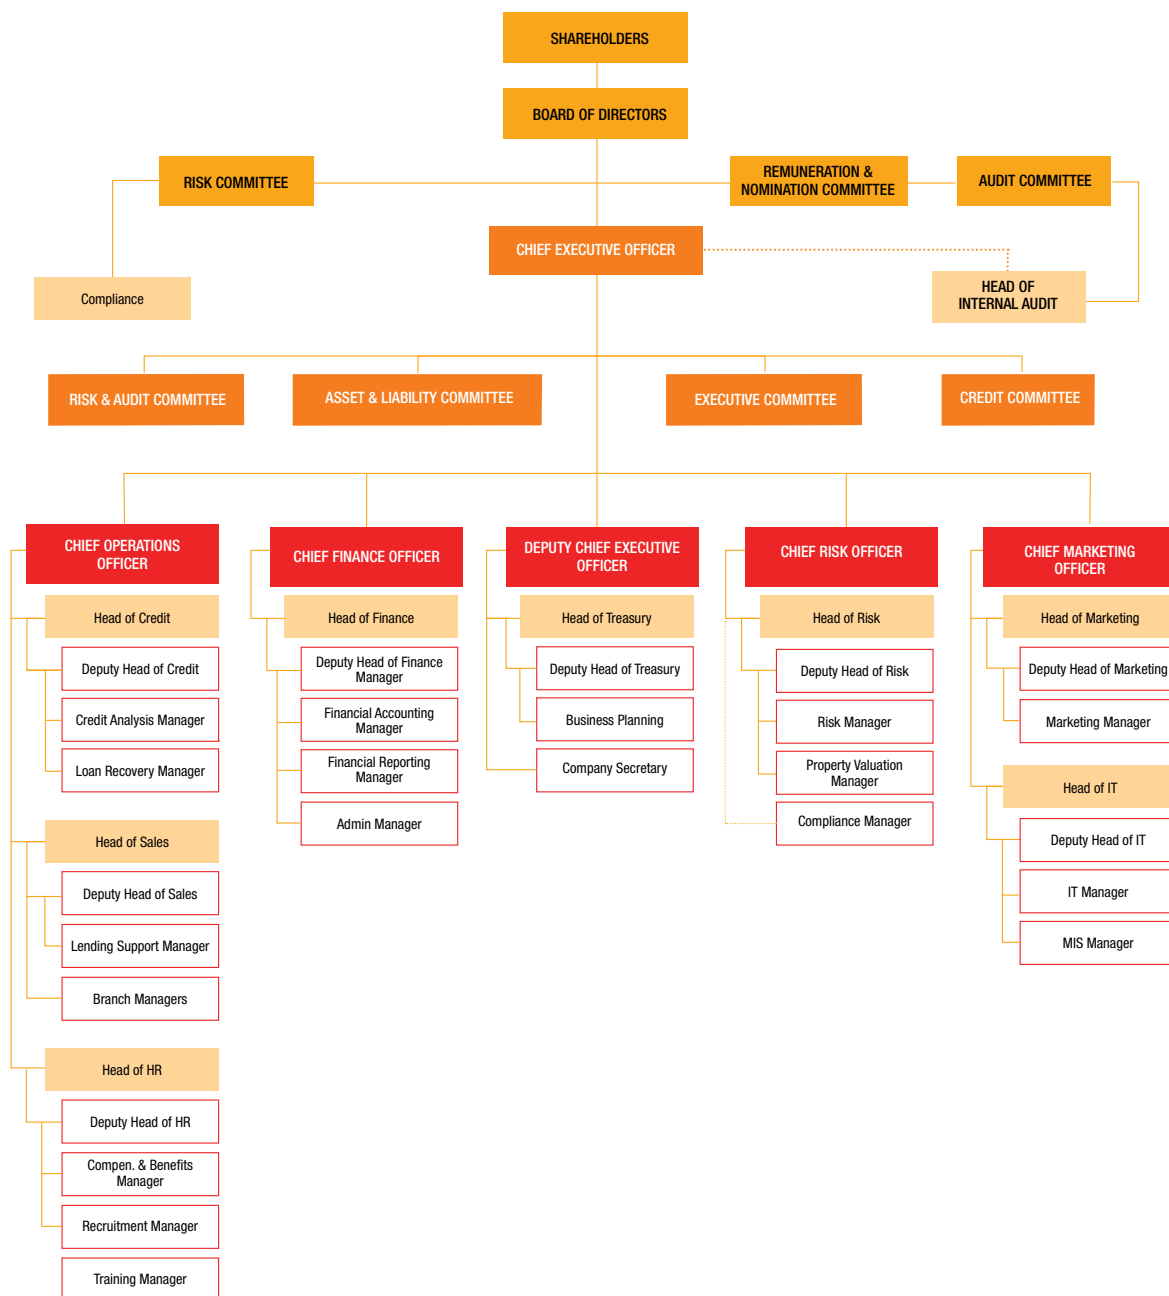 SHAREHOLDERS
BOARD OF DIRECTORS
RISK COMMITTEE
REMUNERATION &
NOMINATION COMMITTEE
AUDIT COMMITTEE
CHIEF EXECUTIVE OFFICER
Compliance
HEAD OF
INTERNAL AUDIT
RISK & AUDIT COMMITTEE
ASSET & LIABILITY COMMITTEE
EXECUTIVE COMMITTEE
CREDIT COMMITTEE
CHIEF OPERATIONS
OFFICER
Head of Credit
Deputy Head of Credit
Credit Analysis Manager
Loan Recovery Manager
Head of Sales
Deputy Head of Sales
Lending Support Manager
Branch Managers
Head of HR
Deputy Head of HR
Compen. & Benefits
Manager
Recruitment Manager
Training Manager
CHIEF FINANCE OFFICER
Head of Finance
Deputy Head of Finance
Manager
Financial Accounting
Manager
Financial Reporting
Manager
Admin Manager
DEPUTY CHIEF EXECUTIVE
OFFICER
Head of Treasury
Deputy Head of Treasury
Business Planning
Company Secretary
CHIEF RISK OFFICER
Head of Risk
Deputy Head of Risk
Risk Manager
Property Valuation
Manager
Compliance Manager
CHIEF MARKETING
OFFICER
Head of Marketing
Deputy Head of Marketing
Marketing Manager
Head of IT
Deputy Head of IT
IT Manager
MIS Manager